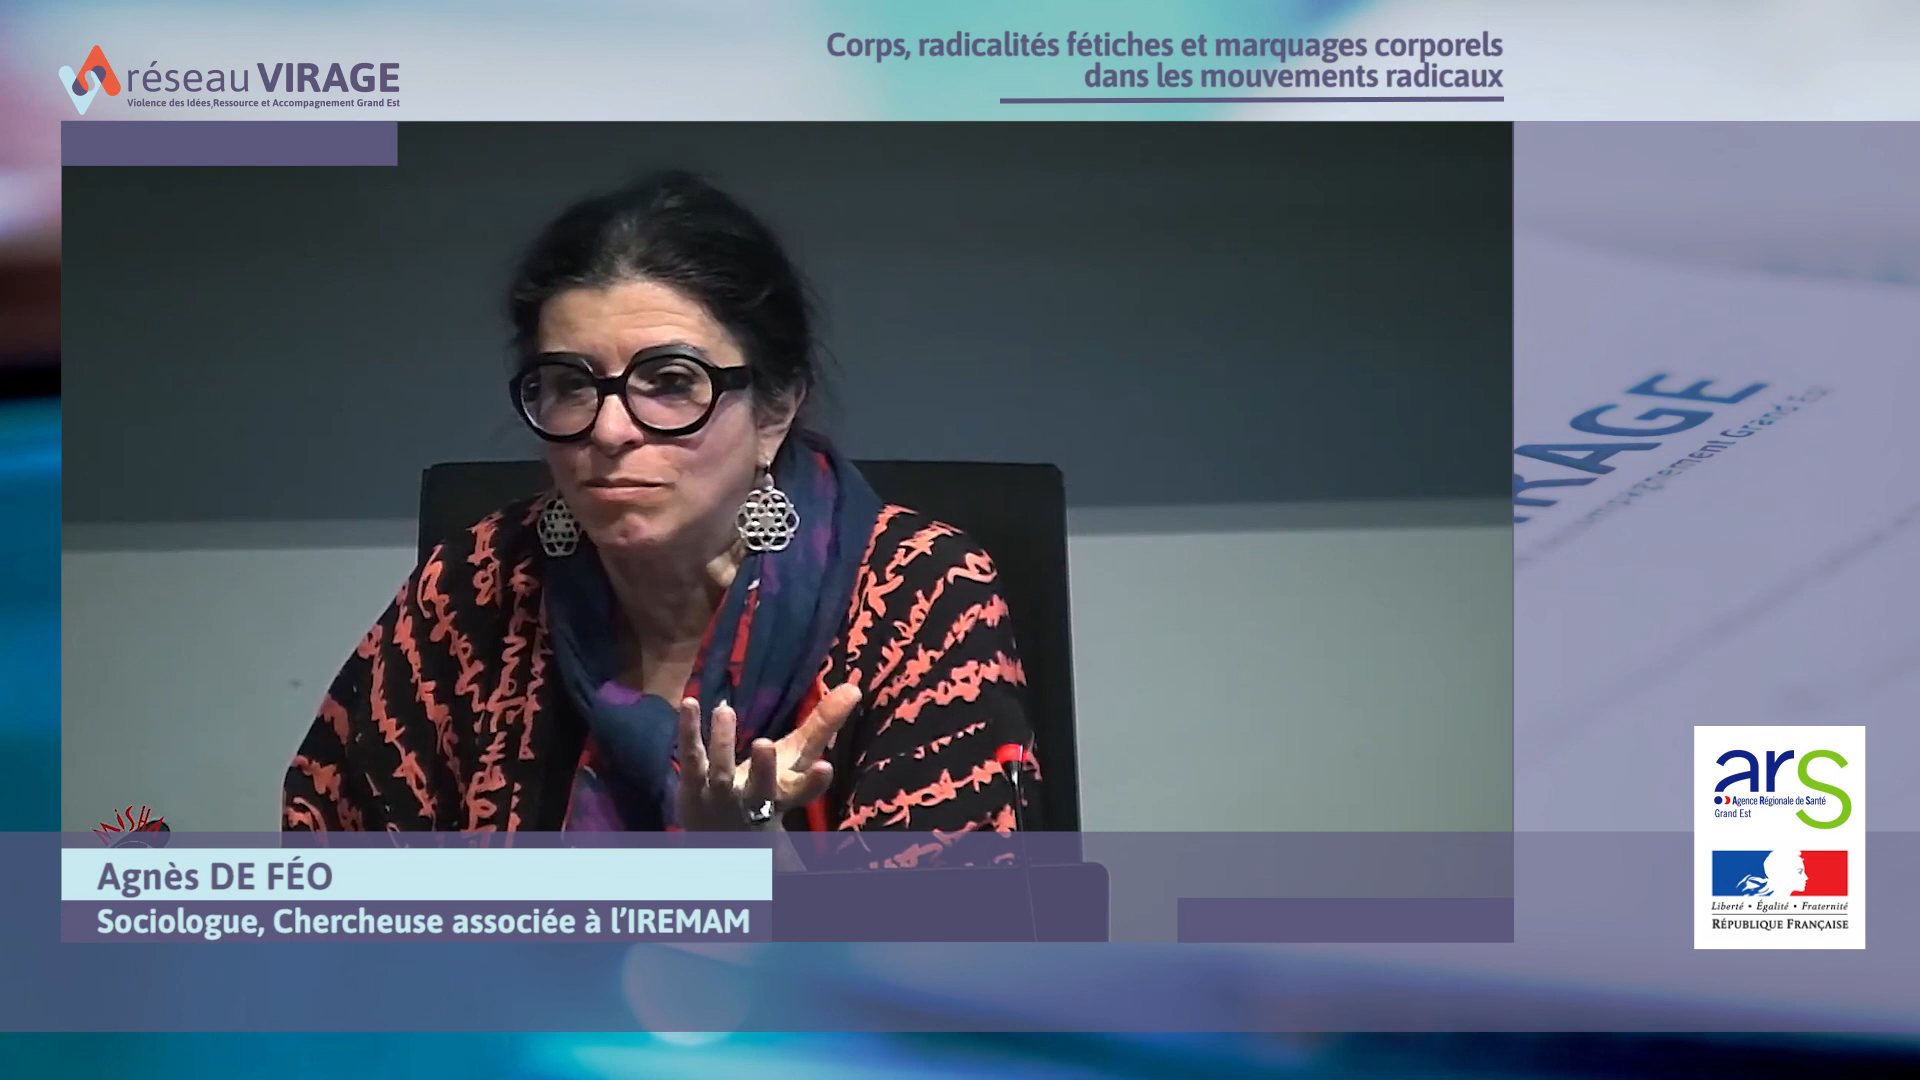 réseau VIRAGE
Violence des Idées,Ressource et Accompagnement Grand Est
Corps, radicalités fétiches et marquages corporels
dans les mouvements radicaux
RAGE
MISHA
Agnès DE FÉO
Sociologue, Chercheuse associée à l’IREMAM
ars
Agence Régionale de Santé
Grand Est
Liberté • Égalité • Fraternité
RÉPUBLIQUE FRANÇAISE